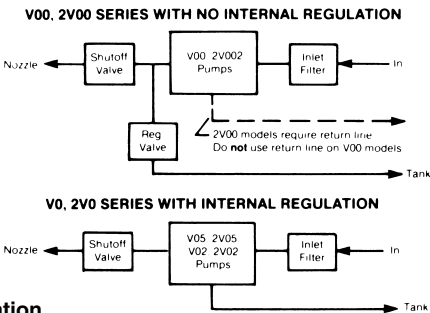 V00, 2V00 SERIES WITH NO INTERNAL REGULATION
Nozzle
Shutoff
Valve
V00 2V002
Pumps
Inlet
Filter
In
Reg
Valve
2V00 models require return line
Do not use return line on V00 models
Tank
V0, 2V0 SERIES WITH INTERNAL REGULATION
Nozzle
Shutoff
Valve
V05 2V05
V02 2V02
Pumps
Inlet
Filter
In
Tank